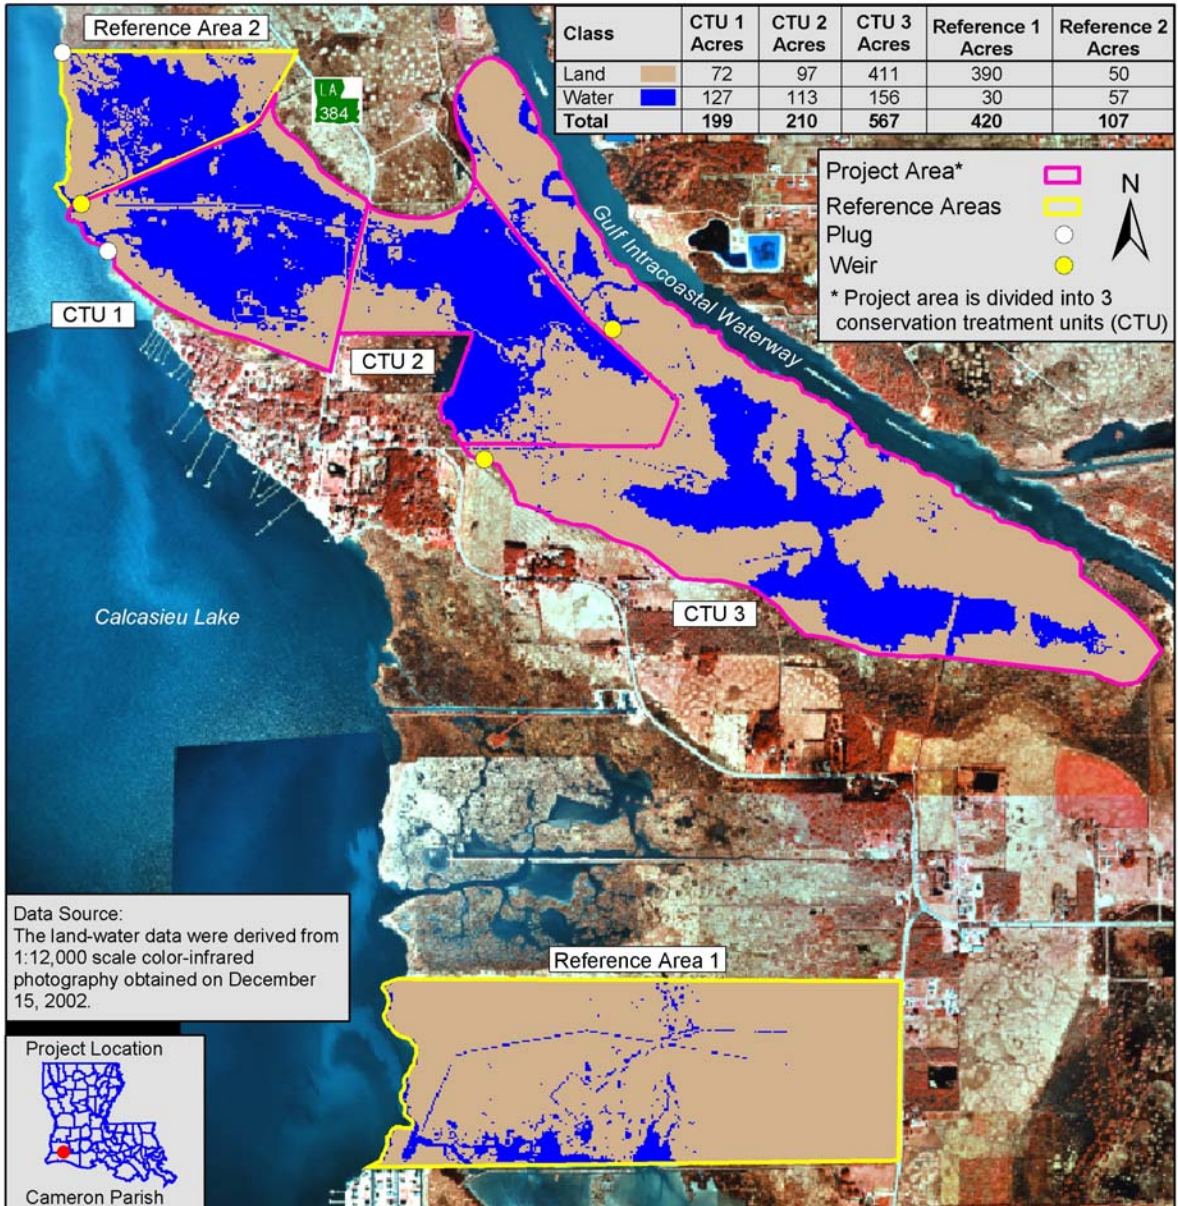 Reference Area 2
Class CTU 1 Acres CTU 2 Acres CTU 3 Acres Reference 1 Acres Reference 2 Acres
Land 72 97 411 390 50
Water 127 113 156 30 57
Total 199 210 567 420 107
LA
384
Project Area*
Reference Areas
Plug
Weir
* Project area is divided into 3
conservation treatment units (CTU)
N
Gulf Intracoastal Waterway
CTU 1
CTU 2
CTU 3
Calcasieu Lake
Data Source:
The land-water data were derived from
1:12,000 scale color-infrared
photography obtained on December
15, 2002.
Reference Area 1
Project Location
Cameron Parish